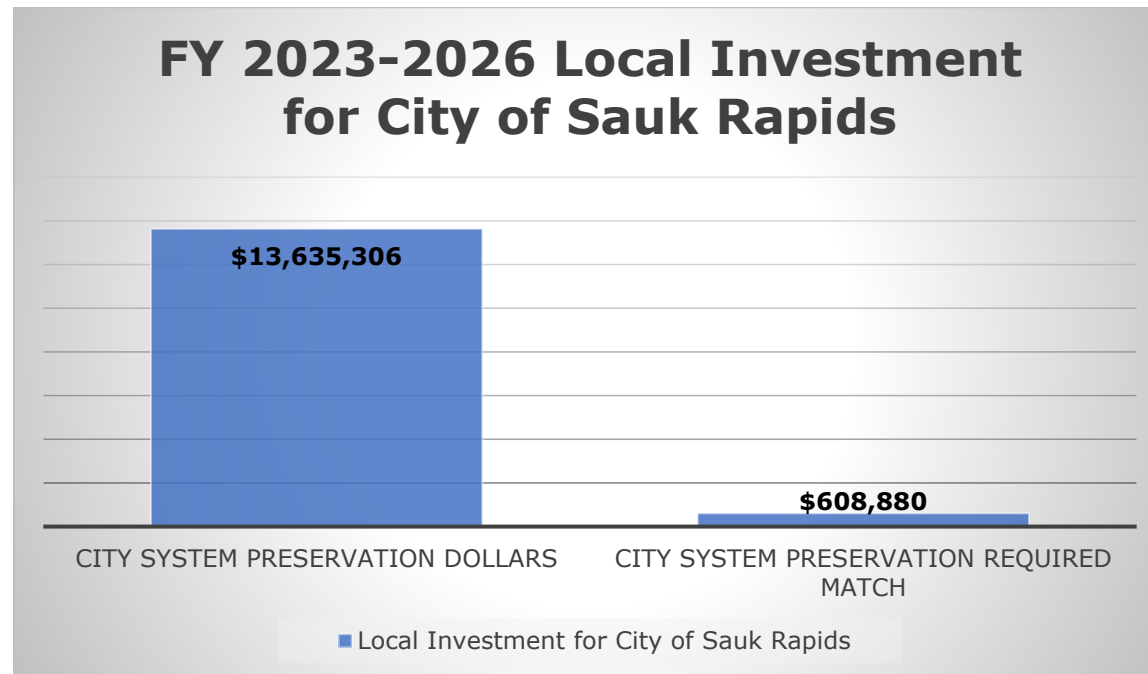 FY 2023-2026 Local Investment
for City of Sauk Rapids
$13,635,306
$608,880
CITY SYSTEM PRESERVATION DOLLARS
CITY SYSTEM PRESERVATION REQUIRED
MATCH
Local Investment for City of Sauk Rapids